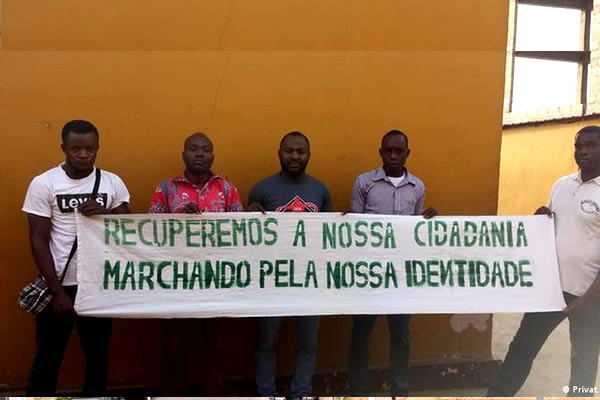 RECUPEREMOS A NOSSA CIDADANIA
MARCHANDO PELA NOSSA IDENTIDADE
Levi's
© Privat